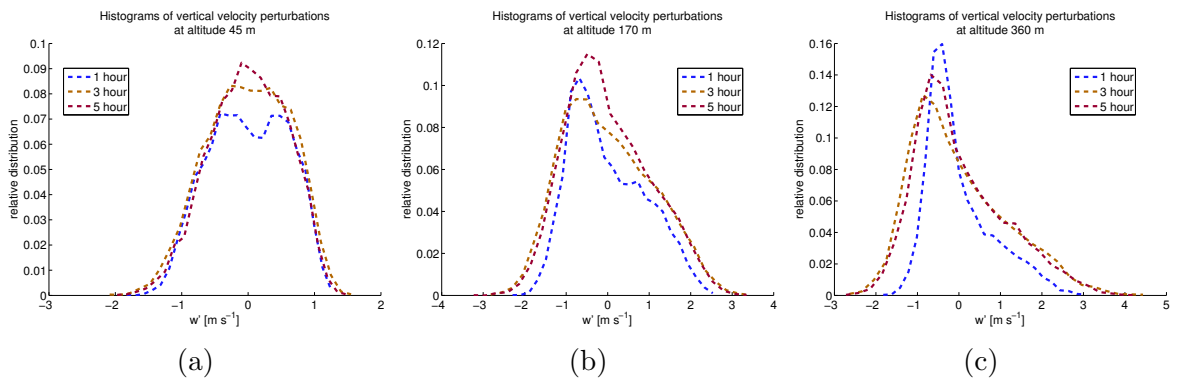 Histograms of vertical velocity perturbations
at altitude 45 m
0.1
0.09
0.08
0.07
0.06
0.05
0.04
0.03
0.02
0.01
0
relative distribution
1 hour
3 hour
5 hour
−3 −2 −1 0 1 2
w' [m s⁻¹]
(a)
Histograms of vertical velocity perturbations
at altitude 170 m
0.12
0.1
0.08
0.06
0.04
0.02
0
relative distribution
1 hour
3 hour
5 hour
−4 −3 −2 −1 0 1 2 3 4
w' [m s⁻¹]
(b)
Histograms of vertical velocity perturbations
at altitude 360 m
0.16
0.14
0.12
0.1
0.08
0.06
0.04
0.02
0
relative distribution
1 hour
3 hour
5 hour
−3 −2 −1 0 1 2 3 4 5
w' [m s⁻¹]
(c)